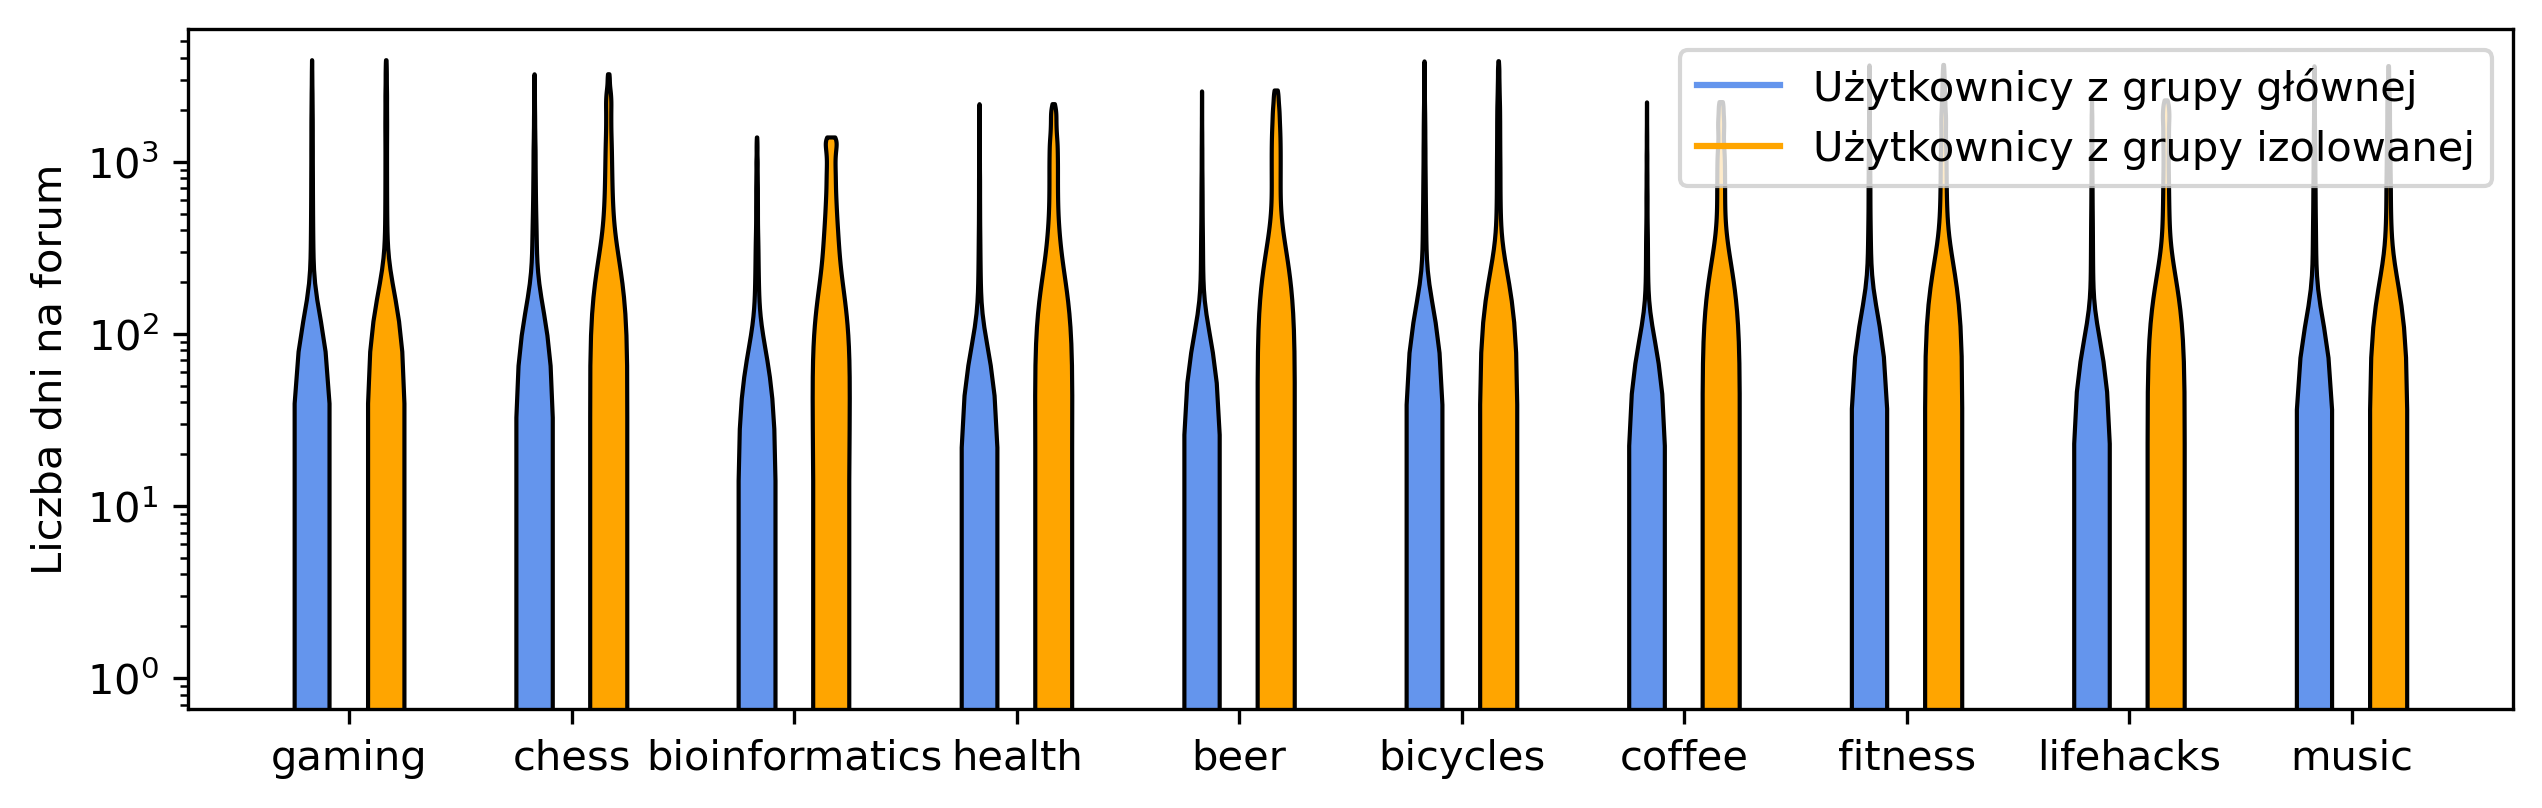 Liczba dni na forum
10³
10²
10¹
10⁰
Użytkownicy z grupy głównej
Użytkownicy z grupy izolowanej
gaming chess bioinformatics health beer bicycles coffee fitness lifehacks music